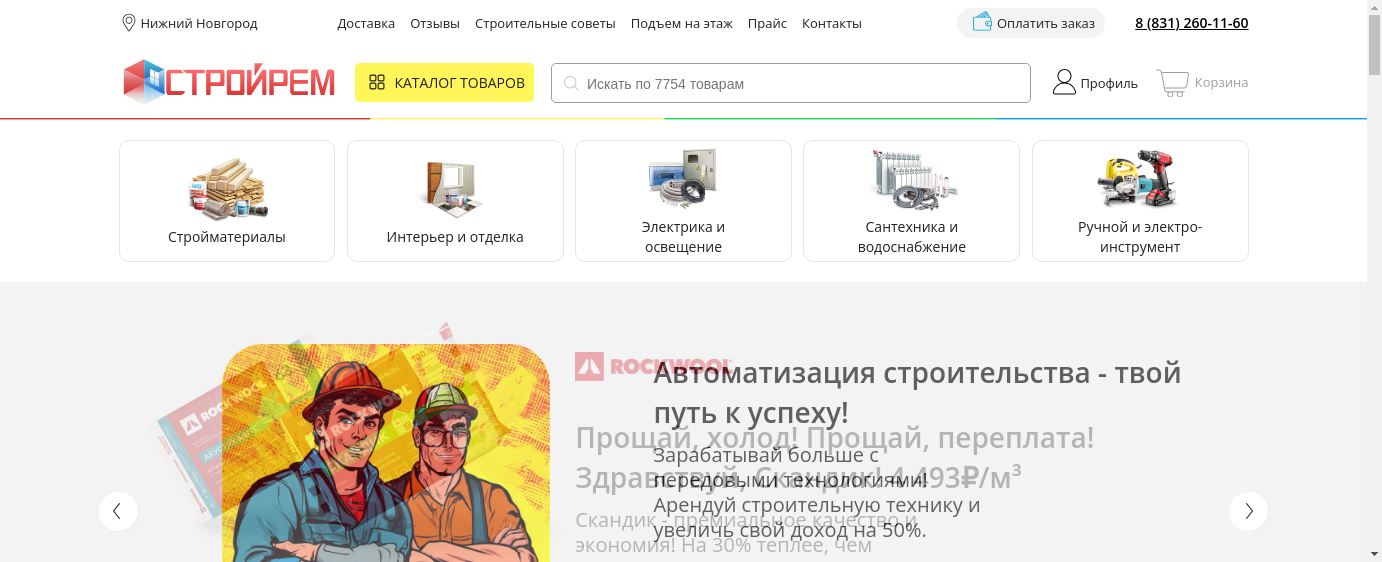 Нижний Новгород
Доставка Отзывы Строительные советы Подъем на этаж Прайс Контакты
Оплатить заказ
8 (831) 260-11-60
СТРОЙРЕМ
КАТАЛОГ ТОВАРОВ
Искать по 7754 товарам
Профиль
Корзина
Стройматериалы
Интерьер и отделка
Электрика и
освещение
Сантехника и
водоснабжение
Ручной и электро-
инструмент
ROCKWOOL
ROCKWOOL
Автоматизация строительства - твой
путь к успеху!
Прощай, холод! Прощай, переплата!
Здравствуй, Скандик! 4 493₽/м³
Зарабатывай больше с
передовыми технологиями!
Арендуй строительную технику и
увеличь свой доход на 50%.
Скандик - премиальное качество и
экономия! На 30% теплее, чем